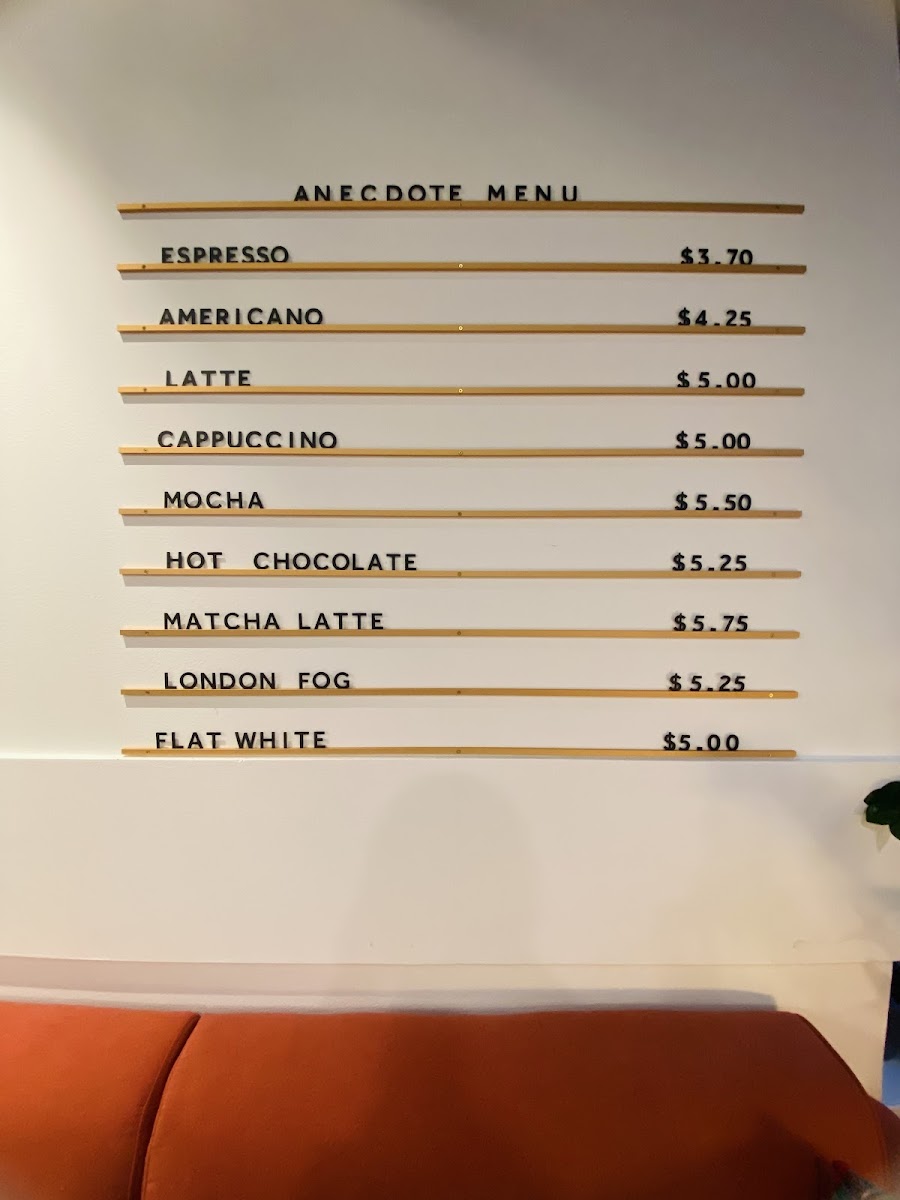 ANECDOTE MENU
ESPRESSO $3.70
AMERICANO $4.25
LATTE $5.00
CAPPUCCINO $5.00
MOCHA $5.50
HOT CHOCOLATE $5.25
MATCHA LATTE $5.75
LONDON FOG $5.25
FLAT WHITE $5.00